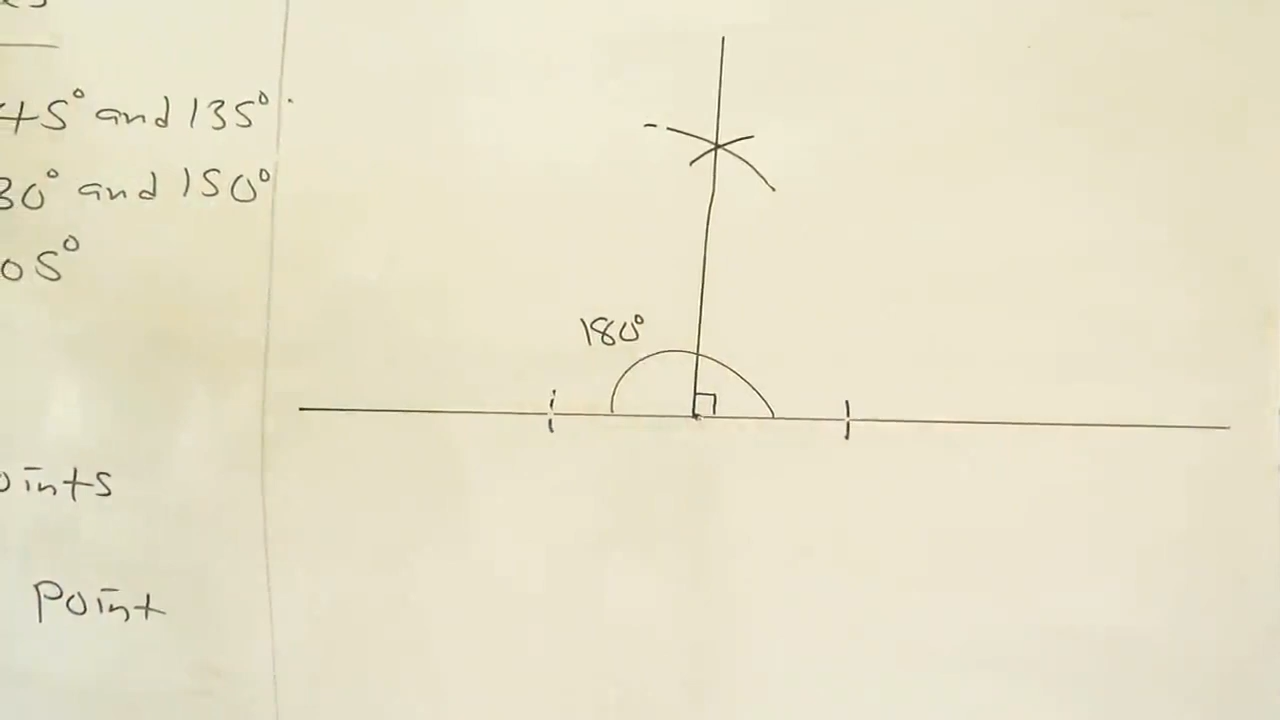 45° and 135°
30° and 150°
05°
180°
oints
Point